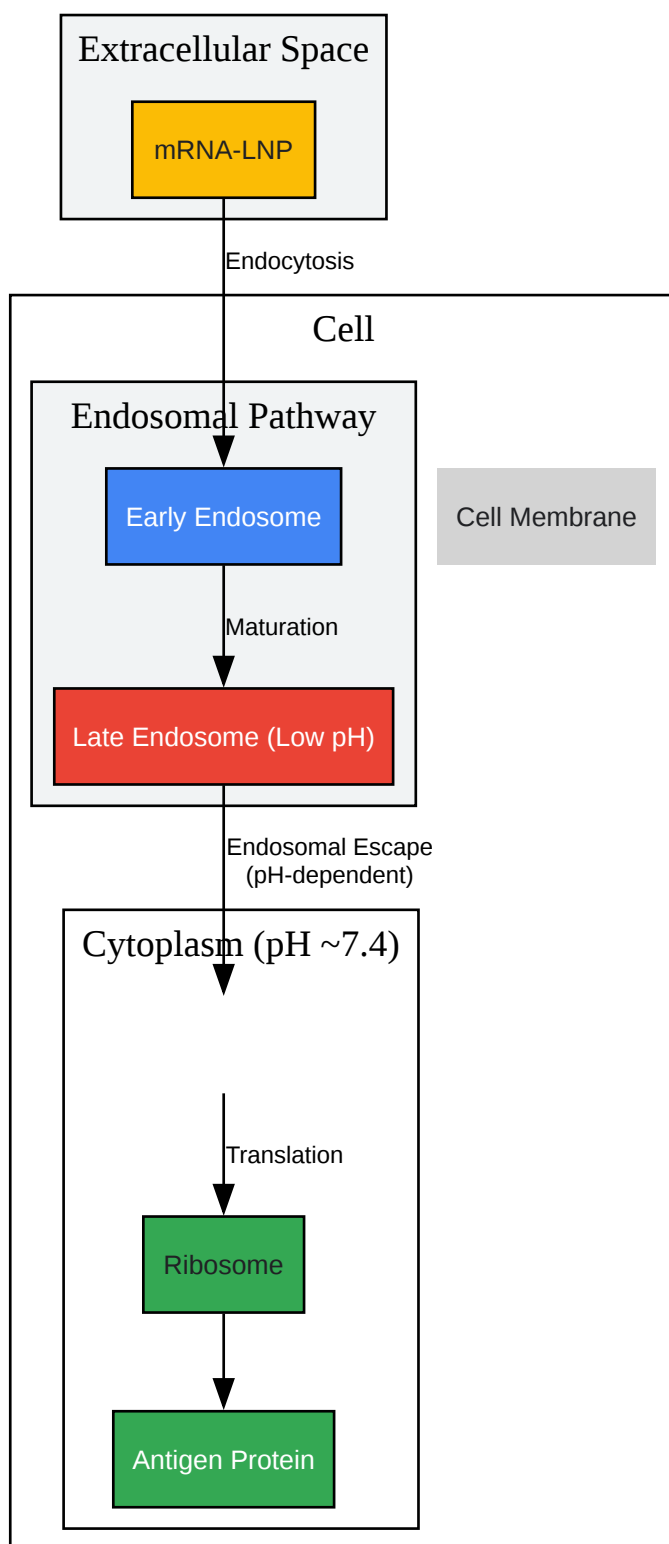 Extracellular Space
mRNA-LNP
Endocytosis
Cell
Endosomal Pathway
Early Endosome
Cell Membrane
Maturation
Late Endosome (Low pH)
Endosomal Escape
(pH-dependent)
Cytoplasm (pH ~7.4)
Translation
Ribosome
Antigen Protein